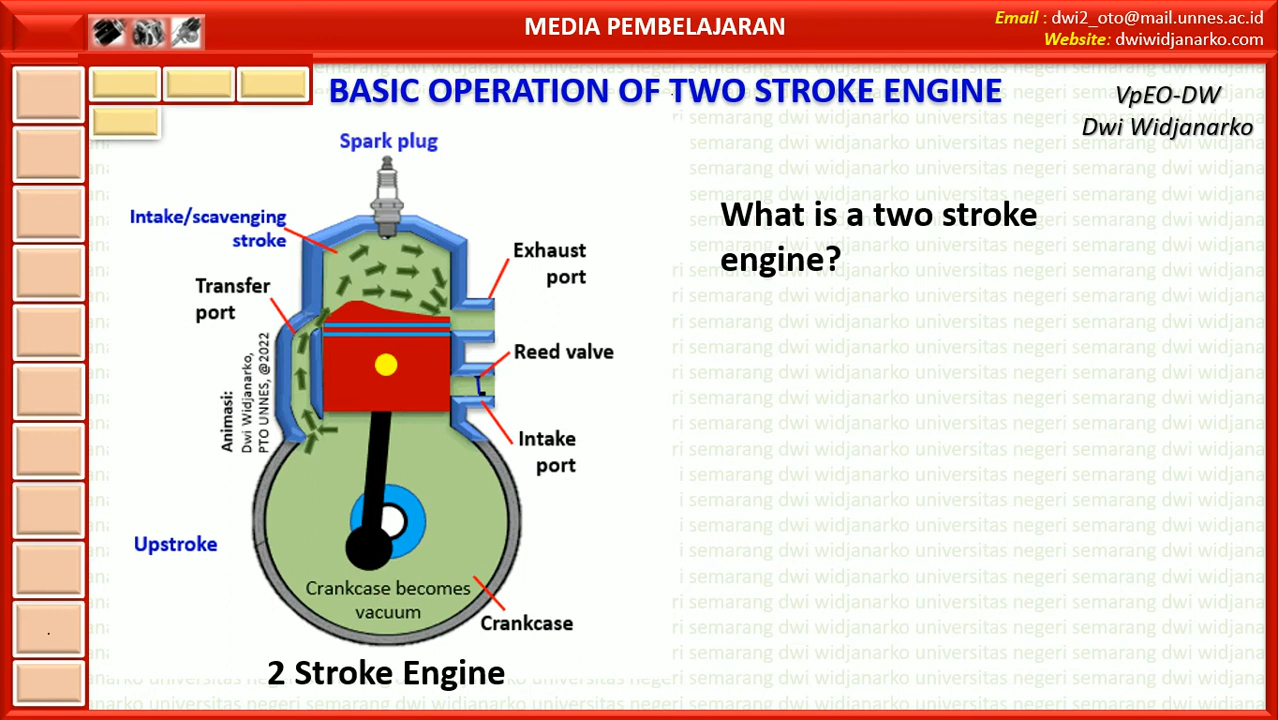 MEDIA PEMBELAJARAN
Email : dwi2_oto@mail.unnes.ac.id
Website: dwiwidjanarko.com
BASIC OPERATION OF TWO STROKE ENGINE
VpEO-DW
Dwi Widjanarko
Spark plug
Intake/scavenging
stroke
Transfer
port
Exhaust
port
Reed valve
Intake
port
Animasi:
Dwi Widjanarko,
PTO UNNES, @2022
Upstroke
Crankcase becomes
vacuum
Crankcase
2 Stroke Engine
What is a two stroke
engine?